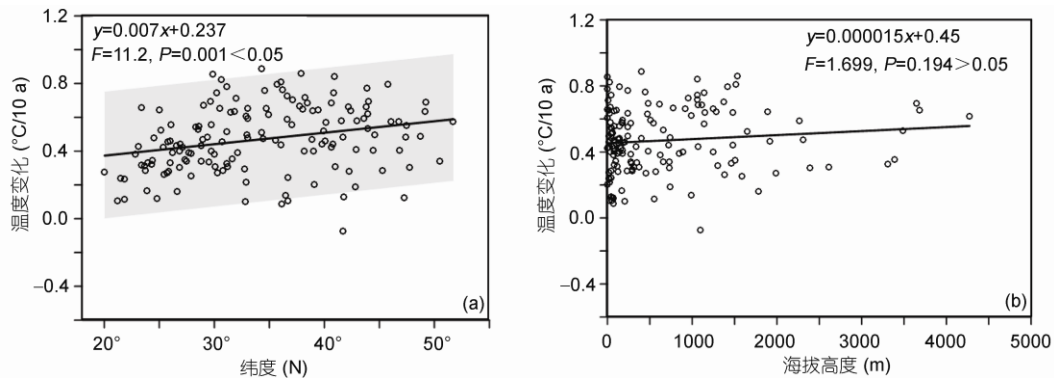 1.2
0.8
0.4
0.0
−0.4
温度变化 (°C/10 a)
y=0.007x+0.237
F=11.2, P=0.001＜0.05
(a)
20° 30° 40° 50°
纬度 (N)
1.2
0.8
0.4
0.0
−0.4
温度变化 (°C/10 a)
y=0.000015x+0.45
F=1.699, P=0.194＞0.05
(b)
0 1000 2000 3000 4000 5000
海拔高度 (m)